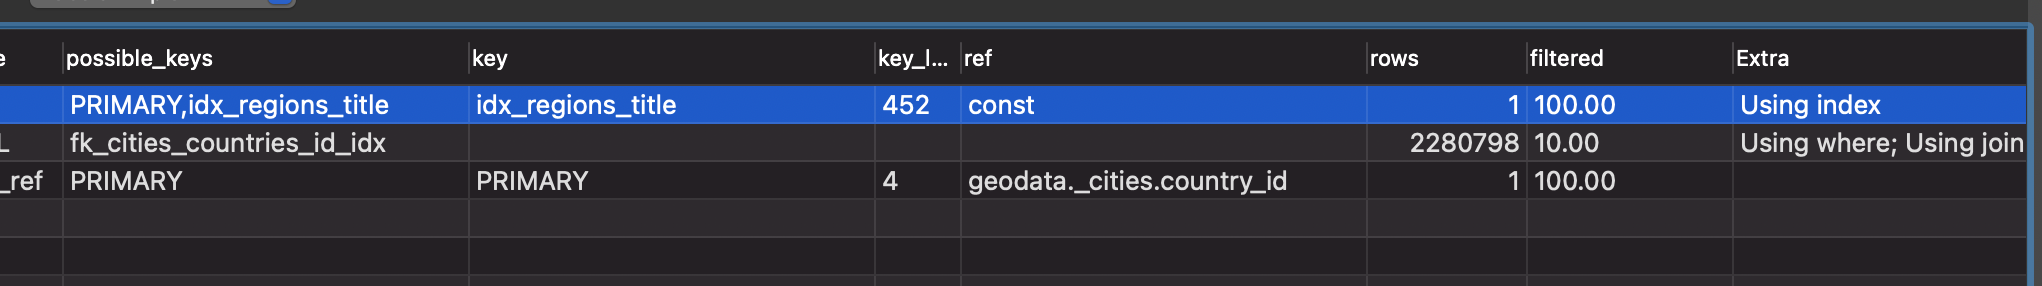 e possible_keys key key_l... ref rows filtered Extra
PRIMARY,idx_regions_title idx_regions_title 452 const 1 100.00 Using index
L fk_cities_countries_id_idx 2280798 10.00 Using where; Using join
_ref PRIMARY PRIMARY 4 geodata._cities.country_id 1 100.00